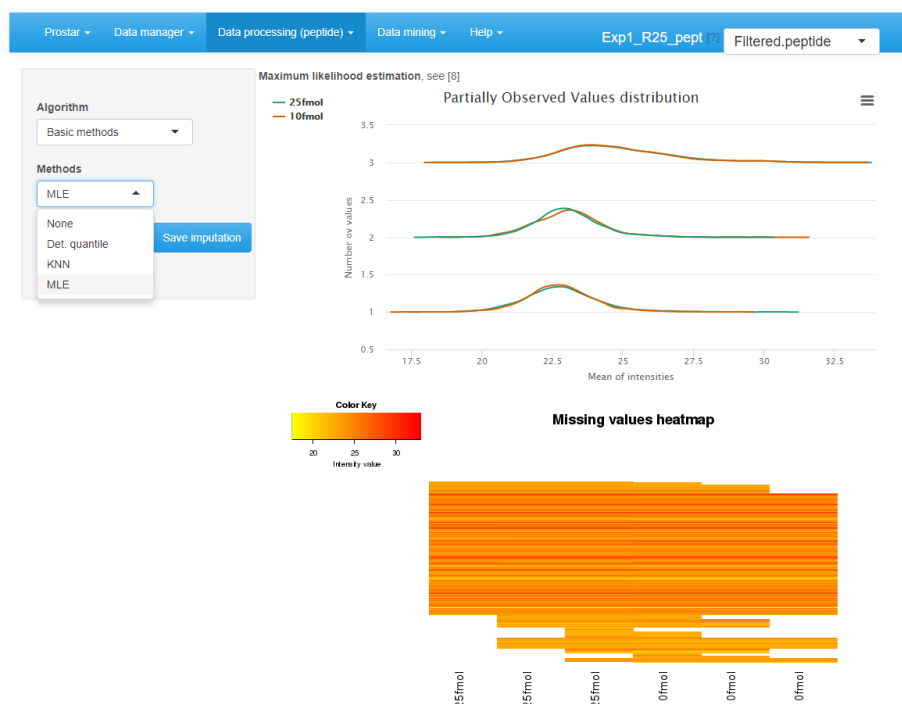 Prostar Data manager Data processing (peptide) Data mining Help Exp1_R25_pept [?] Filtered.peptide
Maximum likelihood estimation, see [8]
Algorithm
Basic methods
Methods
MLE
None
Det. quantile
KNN
MLE
Save imputation
25fmol
10fmol
Partially Observed Values distribution
3.5
3
2.5
2
1.5
1
0.5
Number ov values
17.5 20 22.5 25 27.5 30 32.5
Mean of intensities
Color Key
20 25 30
Intensity value
Missing values heatmap
25fmol
25fmol
25fmol
0fmol
0fmol
0fmol